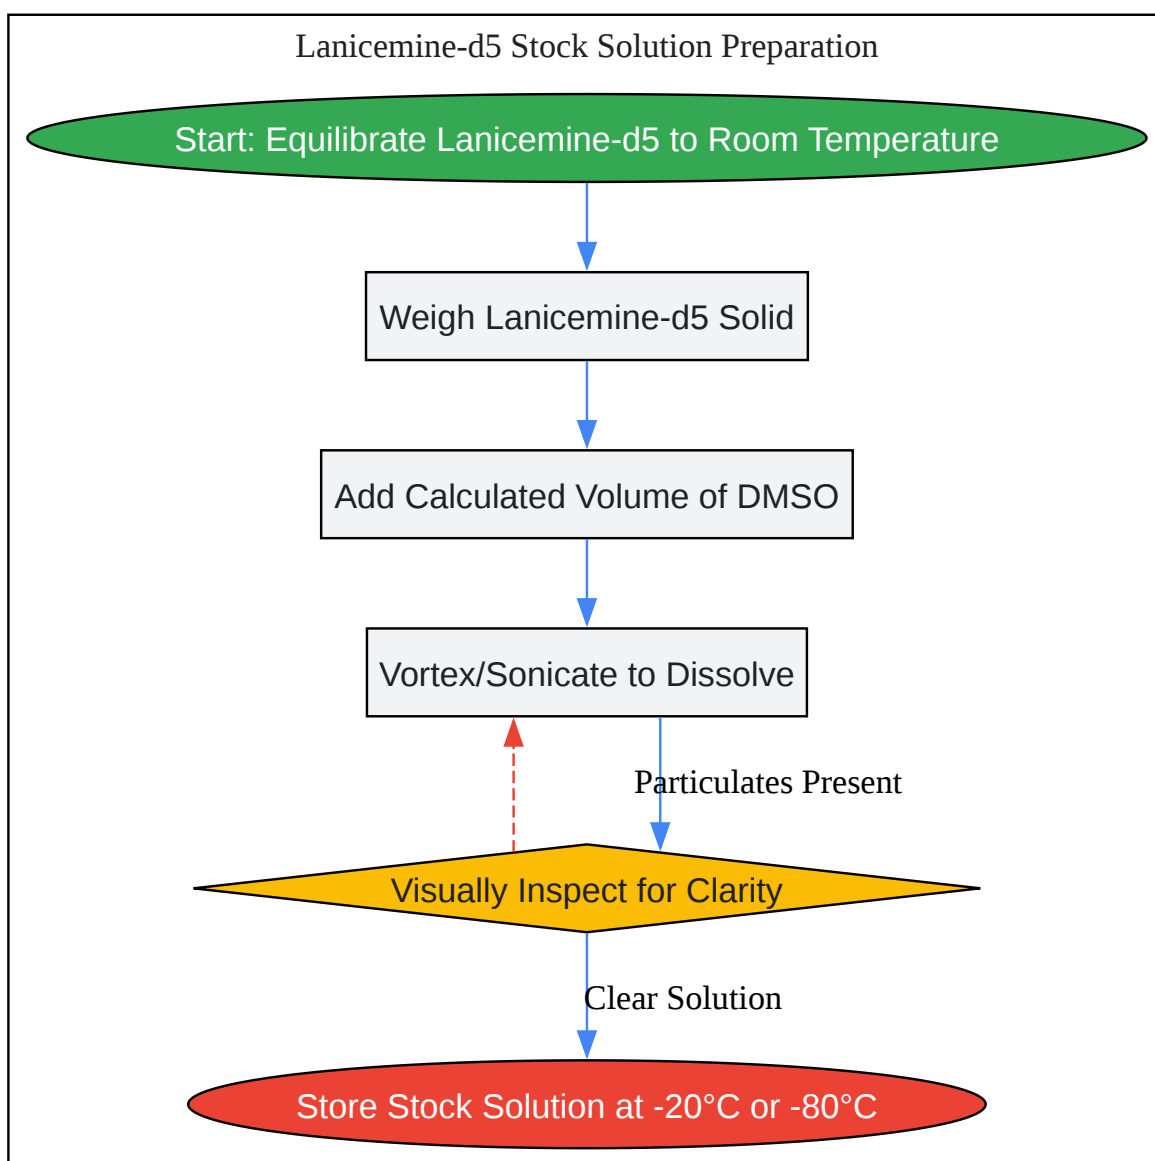 Lanicemine-d5 Stock Solution Preparation
Start: Equilibrate Lanicemine-d5 to Room Temperature
Weigh Lanicemine-d5 Solid
Add Calculated Volume of DMSO
Vortex/Sonicate to Dissolve
Particulates Present
Visually Inspect for Clarity
Clear Solution
Store Stock Solution at -20°C or -80°C